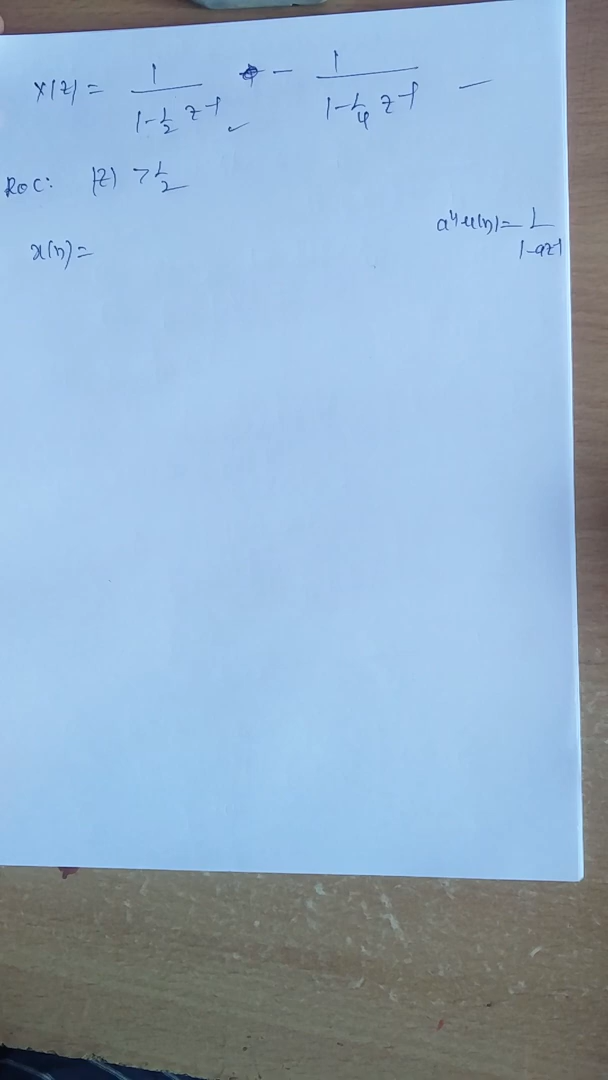 X(z) = 1/(1-1/2 z^-1) - 1/(1-1/4 z^-1) -
ROC: |z| > 1/2
a^n u(n) = 1/(1-az^-1)
x(n) =